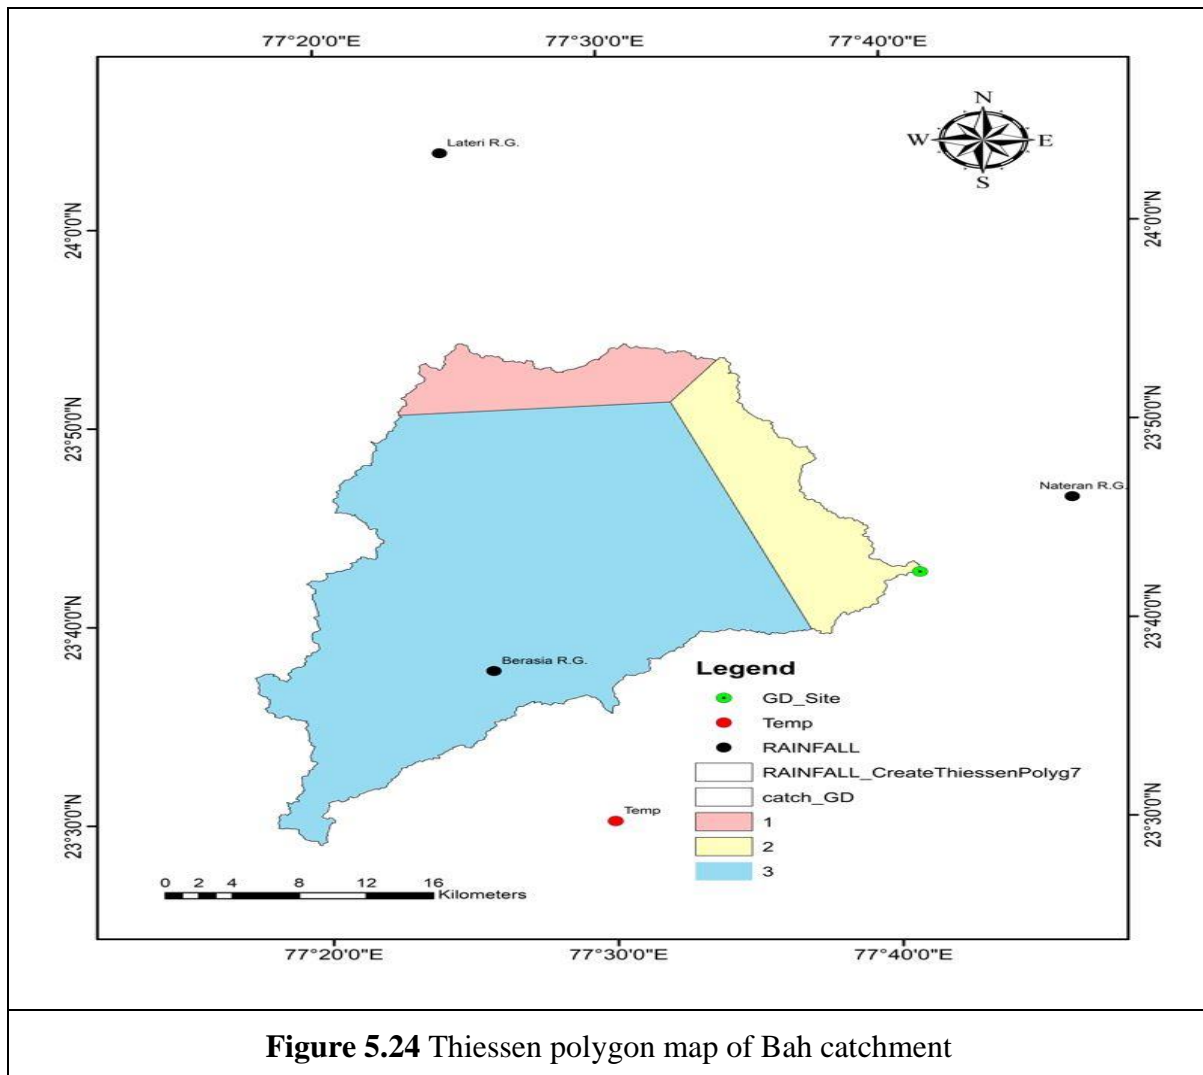 77°20'0"E 77°30'0"E 77°40'0"E
N
W E
S
Lateri R.G.
24°0'0"N 24°0'0"N
23°50'0"N 23°50'0"N
Nateran R.G.
23°40'0"N 23°40'0"N
Berasia R.G.
Legend
GD_Site
Temp
RAINFALL
RAINFALL_CreateThiessenPolyg7
catch_GD
1
2
3
Temp
23°30'0"N 23°30'0"N
0 2 4 8 12 16
Kilometers
77°20'0"E 77°30'0"E 77°40'0"E
Figure 5.24 Thiessen polygon map of Bah catchment